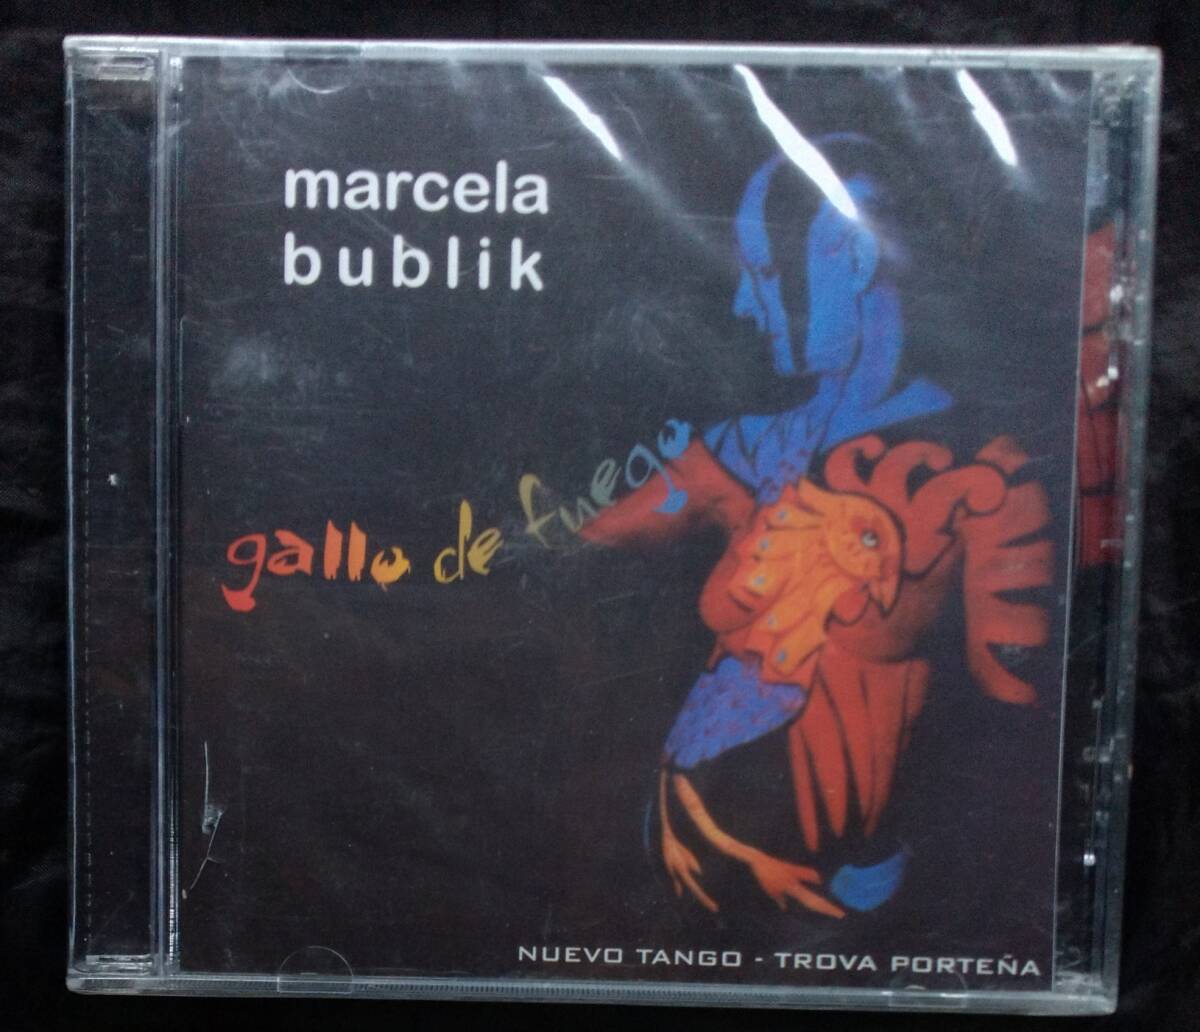 marcela
bublik
gallo de fuego
NUEVO TANGO - TROVA PORTEÑA